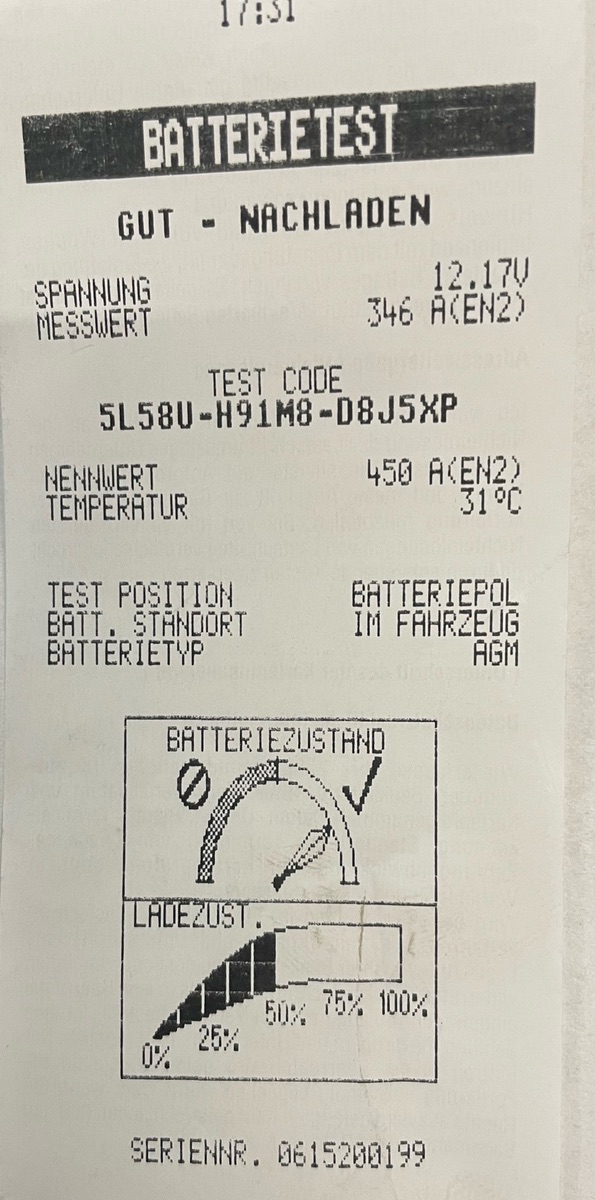 17:31
BATTERIETEST
GUT - NACHLADEN
SPANNUNG 12.17V
MESSWERT 346 A(EN2)
TEST CODE
5L58U-H91M8-D8J5XP
NENNWERT 450 A(EN2)
TEMPERATUR 31°C
TEST POSITION BATTERIEPOL
BATT. STANDORT IM FAHRZEUG
BATTERIETYP AGM
BATTERIEZUSTAND
LADEZUST.
0% 25% 50% 75% 100%
SERIENNR. 0615200199